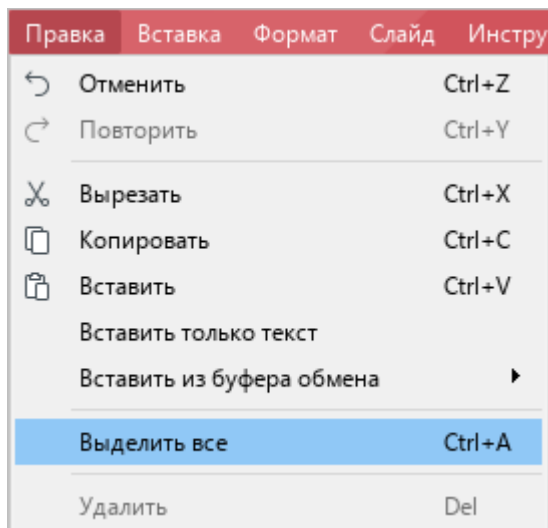 Правка Вставка Формат Слайд Инстру
Отменить Ctrl+Z
Повторить Ctrl+Y
Вырезать Ctrl+X
Копировать Ctrl+C
Вставить Ctrl+V
Вставить только текст
Вставить из буфера обмена
Выделить все Ctrl+A
Удалить Del